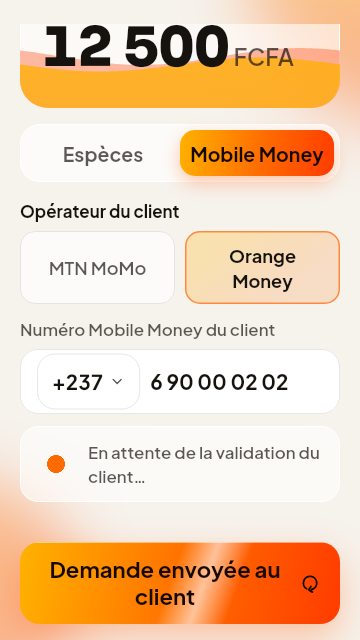 12 500 FCFA
Espèces
Mobile Money
Opérateur du client
MTN MoMo
Orange
Money
Numéro Mobile Money du client
+237
6 90 00 02 02
En attente de la validation du
client…
Demande envoyée au
client